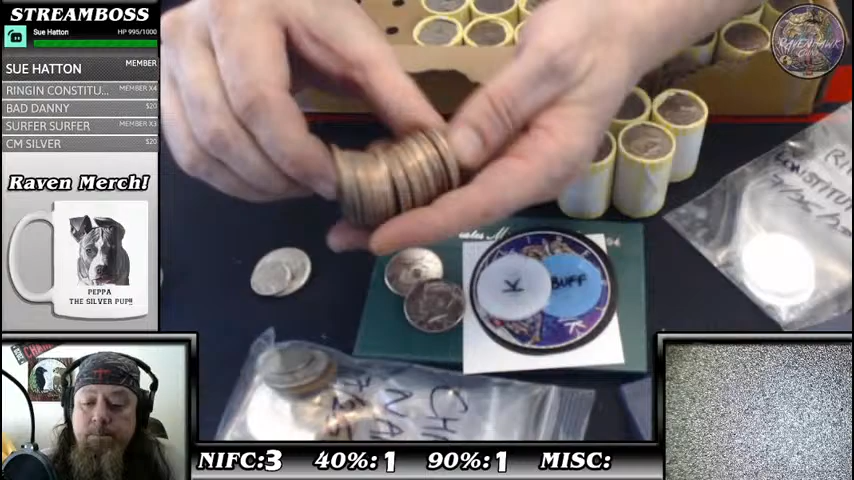 STREAMBOSS
Sue Hatton
HP 995/1000
SUE HATTON MEMBER
RINGIN CONSTITU... MEMBER X4
BAD DANNY $20
SURFER SURFER MEMBER X3
CM SILVER $20
Raven Merch!
PEPPA
THE SILVER PUP!!
RAVENHAWK
K
BUFF
NIFC:3 40%:1 90%:1 MISC: